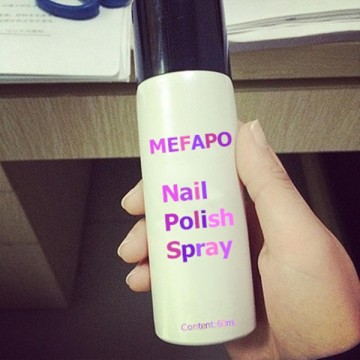 MEFAPO
Nail
Polish
Spray
Content:60ml